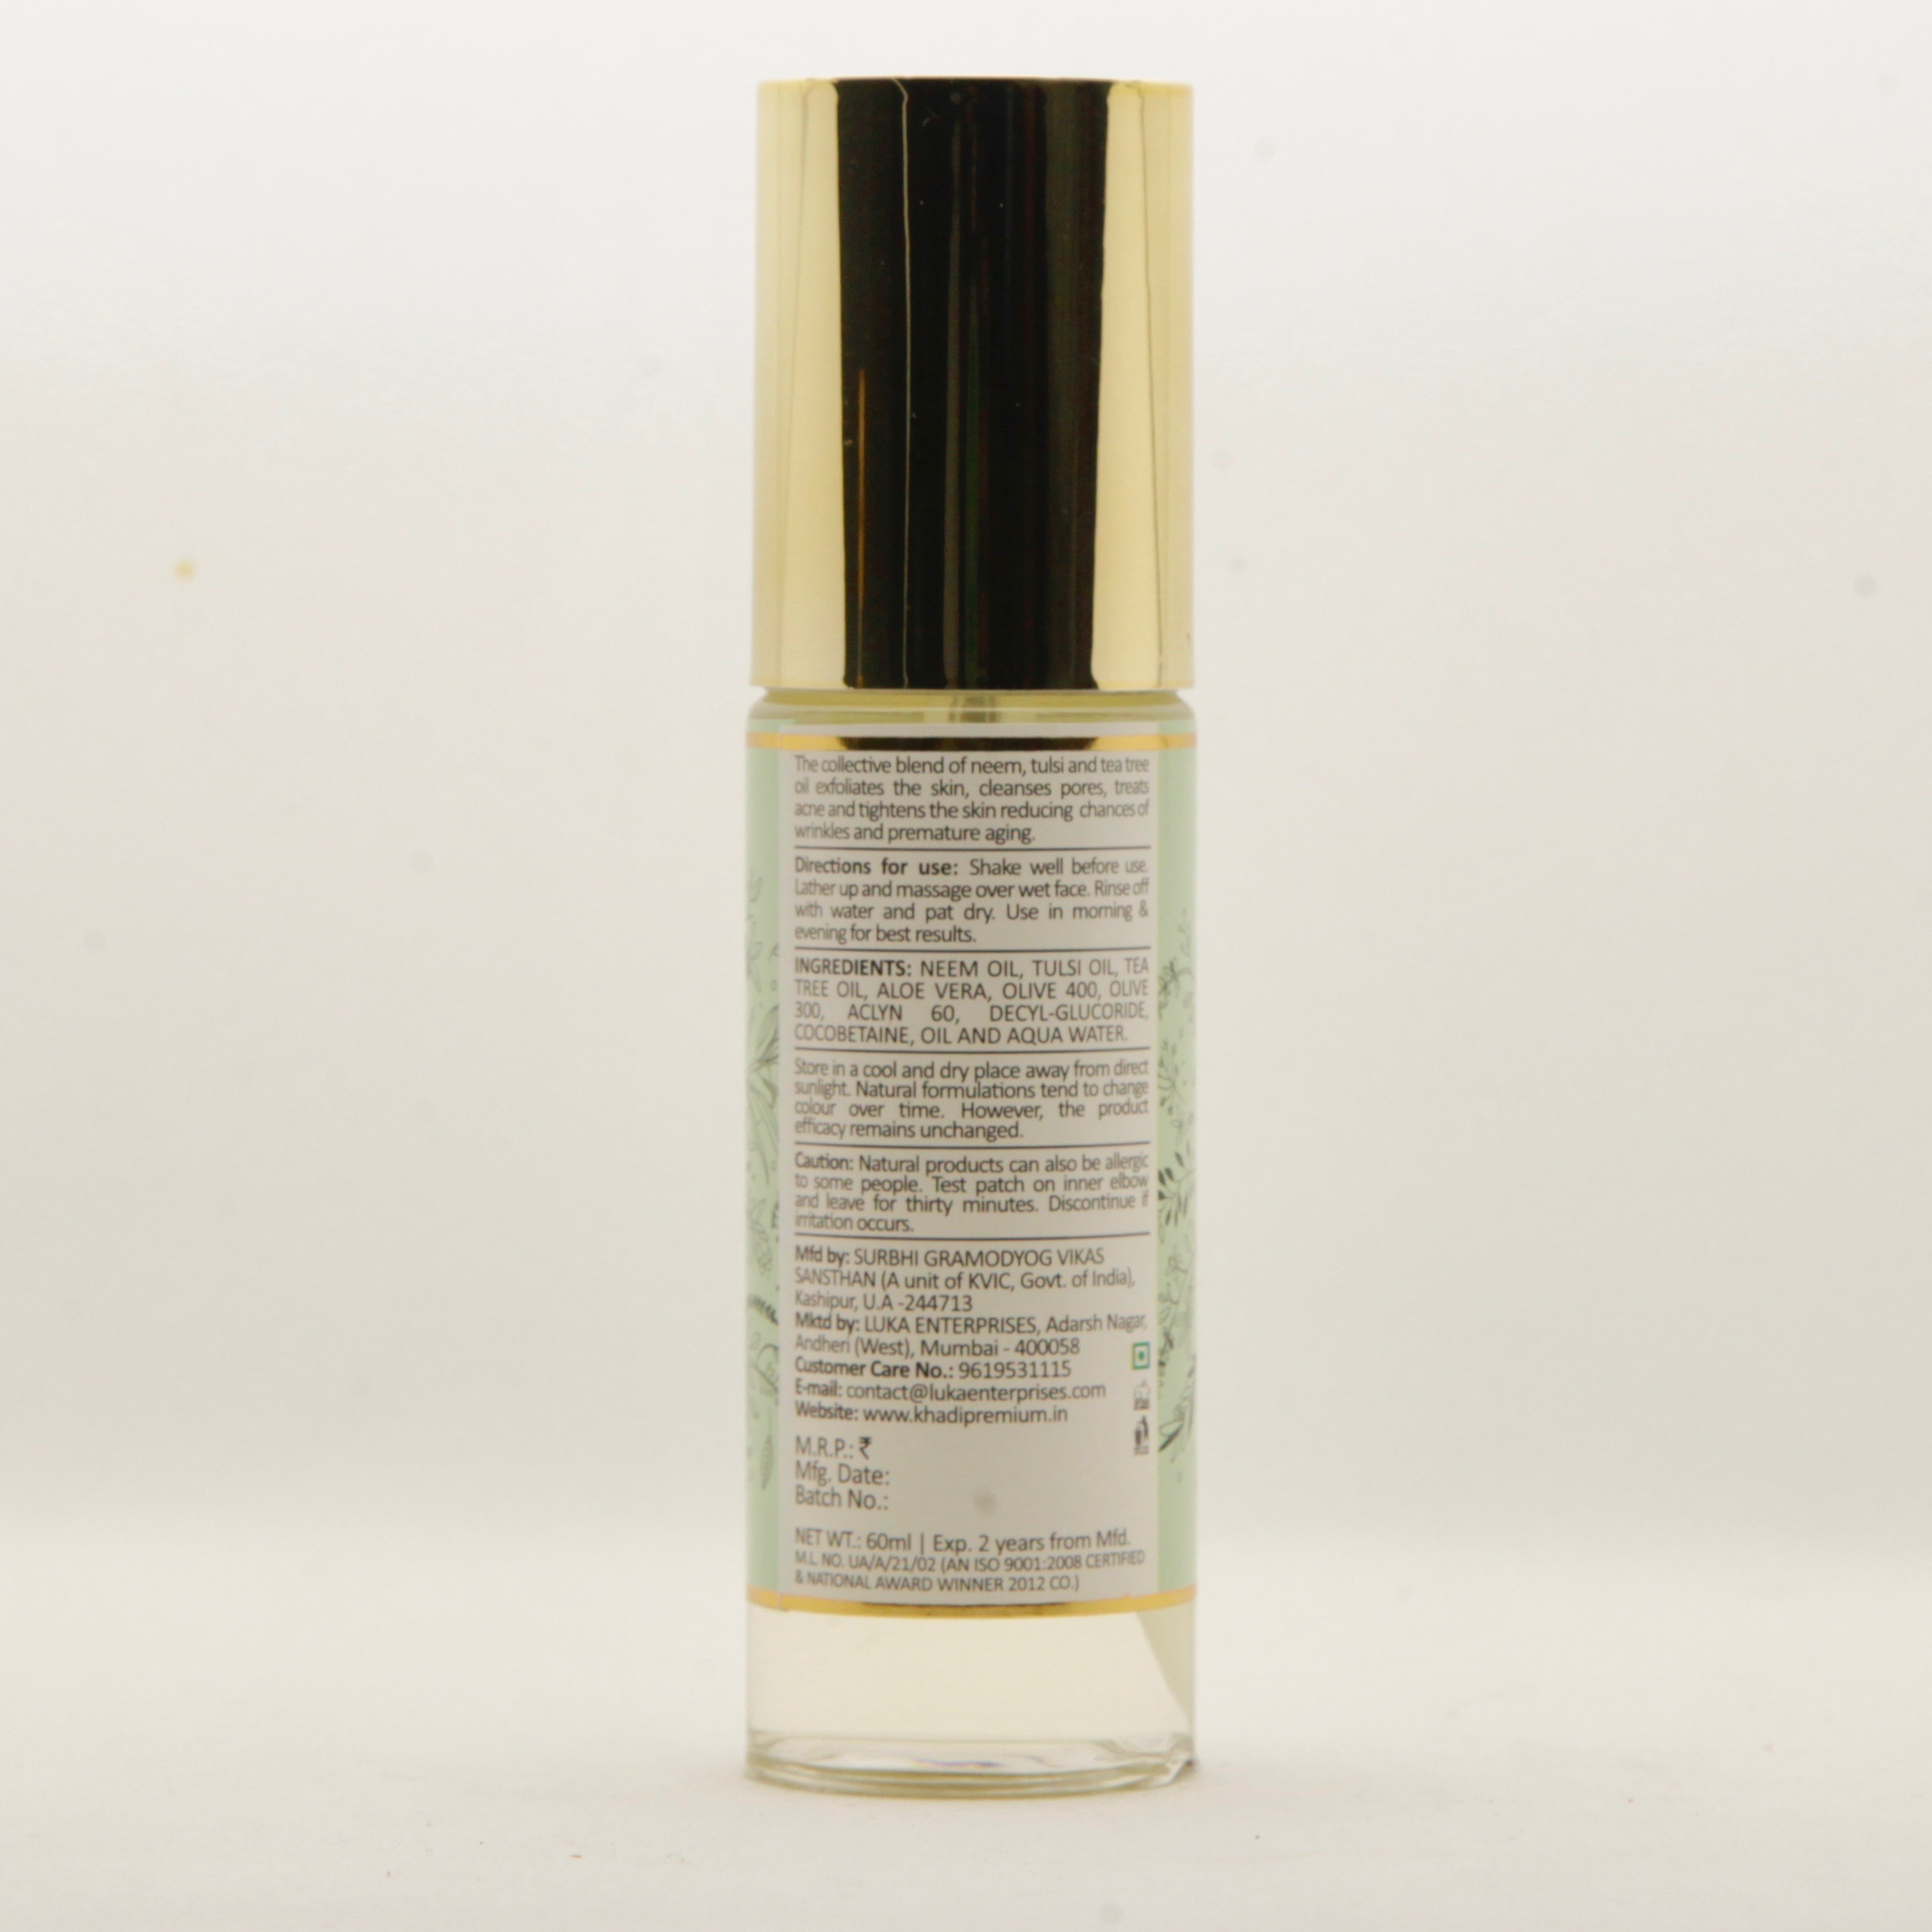 The collective blend of neem, tulsi and tea tree
oil exfoliates the skin, cleanses pores, treats
acne and tightens the skin reducing chances of
wrinkles and premature aging.
Directions for use: Shake well before use.
Lather up and massage over wet face. Rinse off
with water and pat dry. Use in morning &
evening for best results.
INGREDIENTS: NEEM OIL, TULSI OIL, TEA
TREE OIL, ALOE VERA, OLIVE 400, OLIVE
300, ACLYN 60, DECYL-GLUCORIDE,
COCOBETAINE, OIL AND AQUA WATER.
Store in a cool and dry place away from direct
sunlight. Natural formulations tend to change
colour over time. However, the product
efficacy remains unchanged.
Caution: Natural products can also be allergic
to some people. Test patch on inner elbow
and leave for thirty minutes. Discontinue if
irritation occurs.
Mfd by: SURBHI GRAMODYOG VIKAS
SANSTHAN (A unit of KVIC, Govt. of India),
Kashipur, U.A -244713
Mktd by: LUKA ENTERPRISES, Adarsh Nagar,
Andheri (West), Mumbai - 400058
Customer Care No.: 9619531115
E-mail: contact@lukaenterprises.com
Website: www.khadipremium.in
M.R.P.: ₹
Mfg. Date:
Batch No.:
NET WT.: 60ml | Exp. 2 years from Mfd.
M.L NO. UA/A/21/02 (AN ISO 9001:2008 CERTIFIED
& NATIONAL AWARD WINNER 2012 CO.)